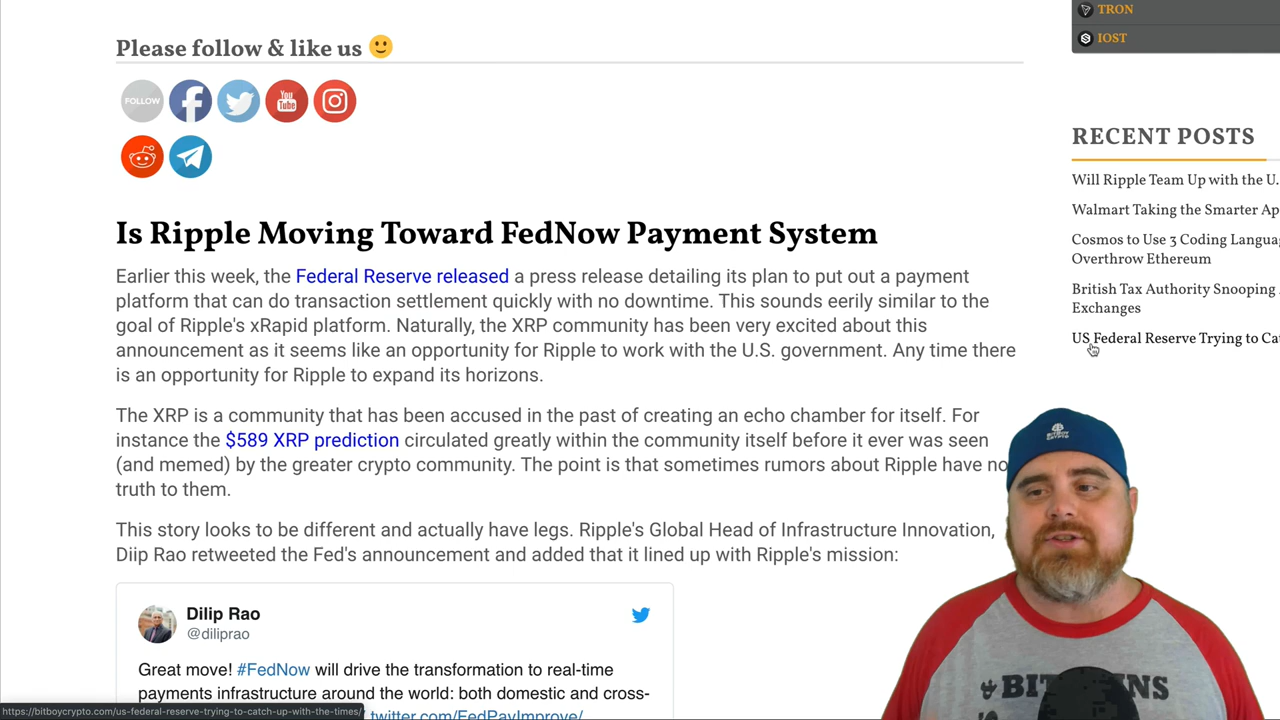 TRON
IOST
Please follow & like us
FOLLOW
You
Tube
RECENT POSTS
Will Ripple Team Up with the U.
Walmart Taking the Smarter Ap
Cosmos to Use 3 Coding Langua
Overthrow Ethereum
British Tax Authority Snooping
Exchanges
US Federal Reserve Trying to Ca
Is Ripple Moving Toward FedNow Payment System
Earlier this week, the Federal Reserve released a press release detailing its plan to put out a payment
platform that can do transaction settlement quickly with no downtime. This sounds eerily similar to the
goal of Ripple's xRapid platform. Naturally, the XRP community has been very excited about this
announcement as it seems like an opportunity for Ripple to work with the U.S. government. Any time there
is an opportunity for Ripple to expand its horizons.
The XRP is a community that has been accused in the past of creating an echo chamber for itself. For
instance the $589 XRP prediction circulated greatly within the community itself before it ever was seen
(and memed) by the greater crypto community. The point is that sometimes rumors about Ripple have no
truth to them.
This story looks to be different and actually have legs. Ripple's Global Head of Infrastructure Innovation,
Diip Rao retweeted the Fed's announcement and added that it lined up with Ripple's mission:
Dilip Rao
@diliprao
Great move! #FedNow will drive the transformation to real-time
payments infrastructure around the world: both domestic and cross-
twitter.com/FedPayImprove/
https://bitboycrypto.com/us-federal-reserve-trying-to-catch-up-with-the-times/
BITBOY
CRYPTO